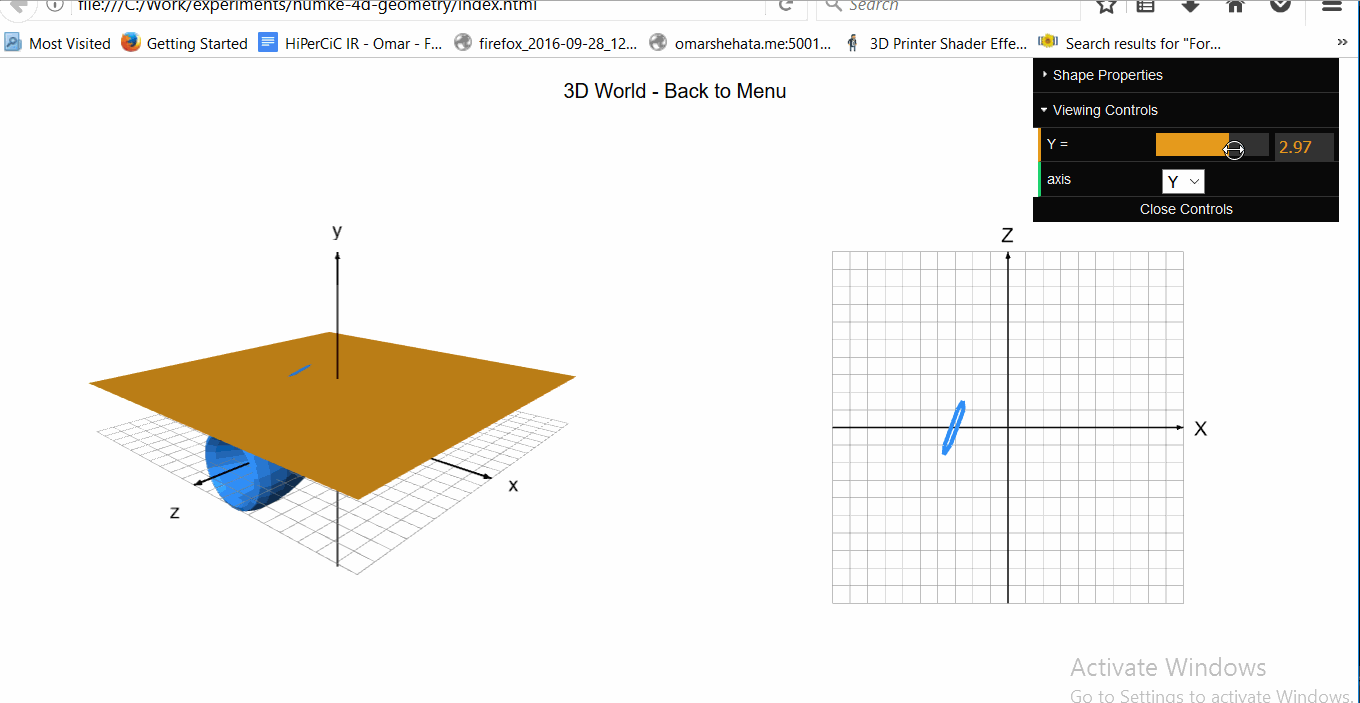 file:///C:/Work/experiments/numke-4d-geometry/index.html
Search
Most Visited Getting Started HiPerCiC IR - Omar - F... firefox_2016-09-28_12... omarshehata.me:5001... 3D Printer Shader Effe... Search results for "For...
3D World - Back to Menu
Shape Properties
Viewing Controls
Y = 2.97
axis Y
Close Controls
y
x
z
Z
X
Activate Windows
Go to Settings to activate Windows.